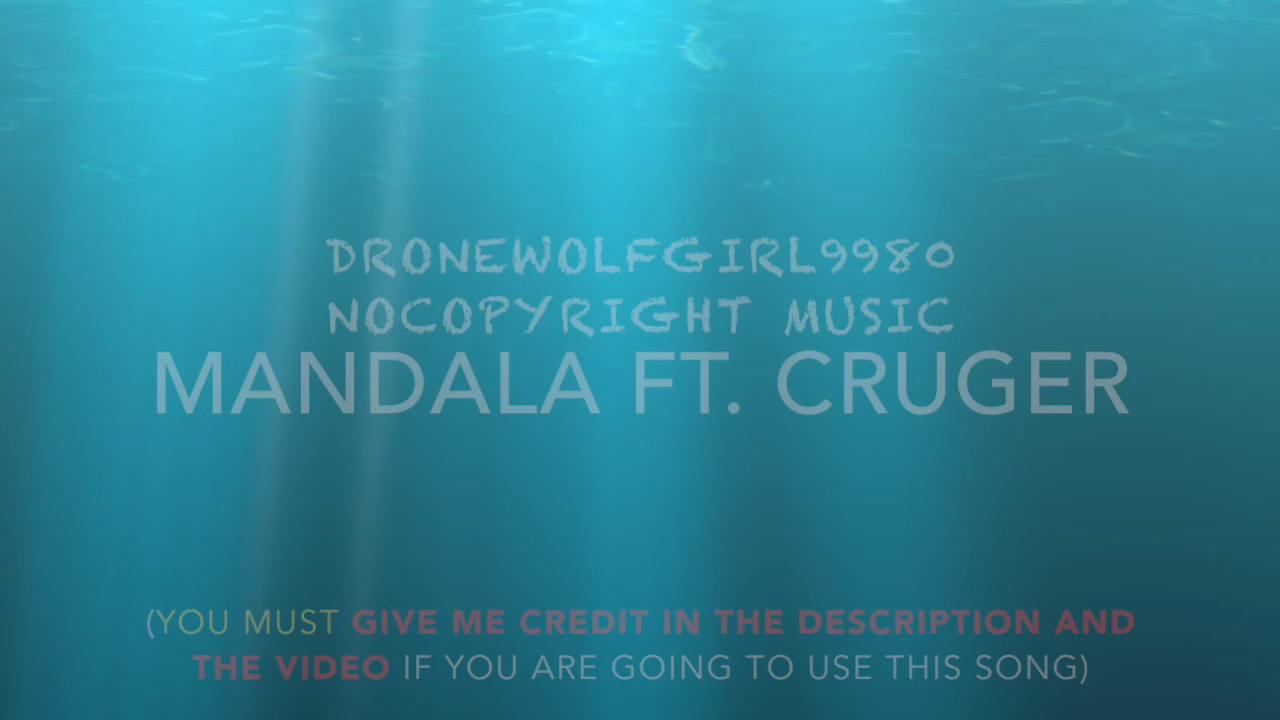 DRONEWOLFGIRL9980
NOCOPYRIGHT MUSIC
MANDALA FT. CRUGER
(YOU MUST GIVE ME CREDIT IN THE DESCRIPTION AND
THE VIDEO IF YOU ARE GOING TO USE THIS SONG)